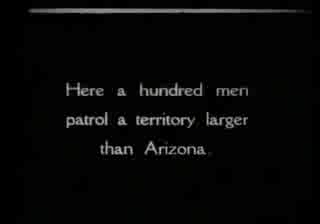 Here a hundred men
patrol a territory larger
than Arizona.